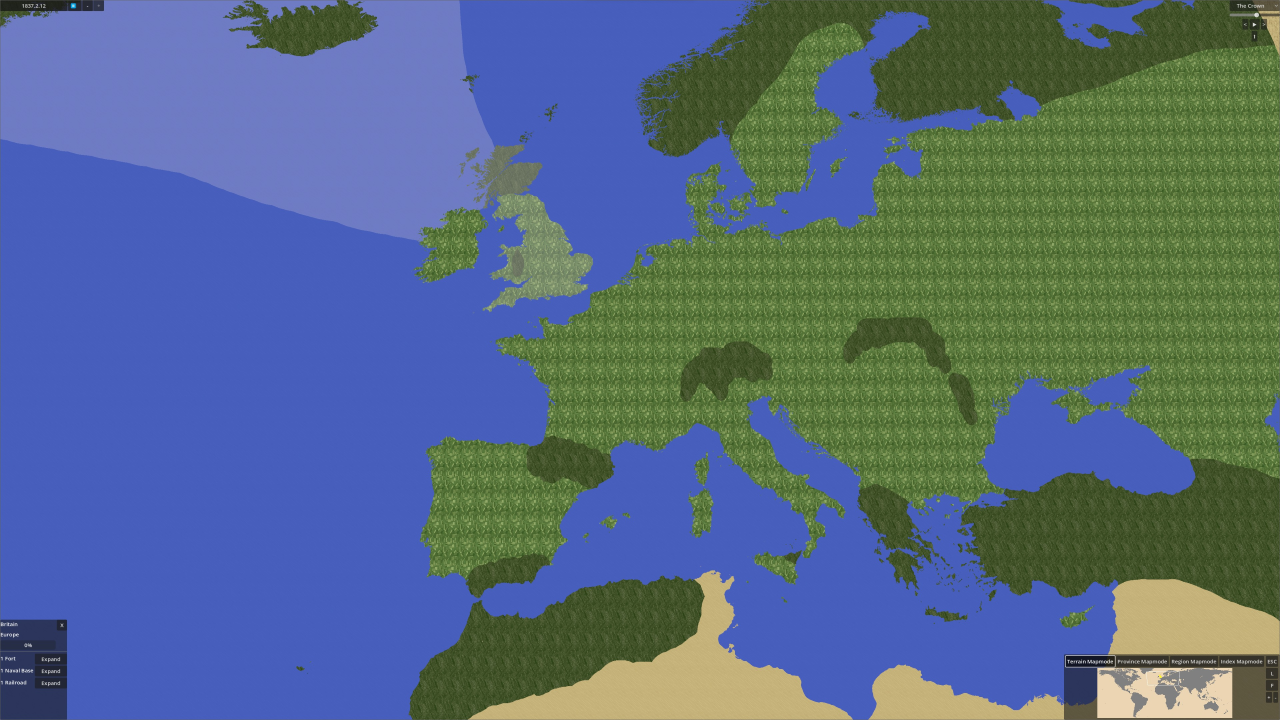 1837.2.12 - +
The Crown
< ▶ >
Britain X
Europe
0%
1 Fort Expand
1 Naval Base Expand
1 Railroad Expand
Terrain Mapmode Province Mapmode Region Mapmode Index Mapmode ESC
L
P
+ -